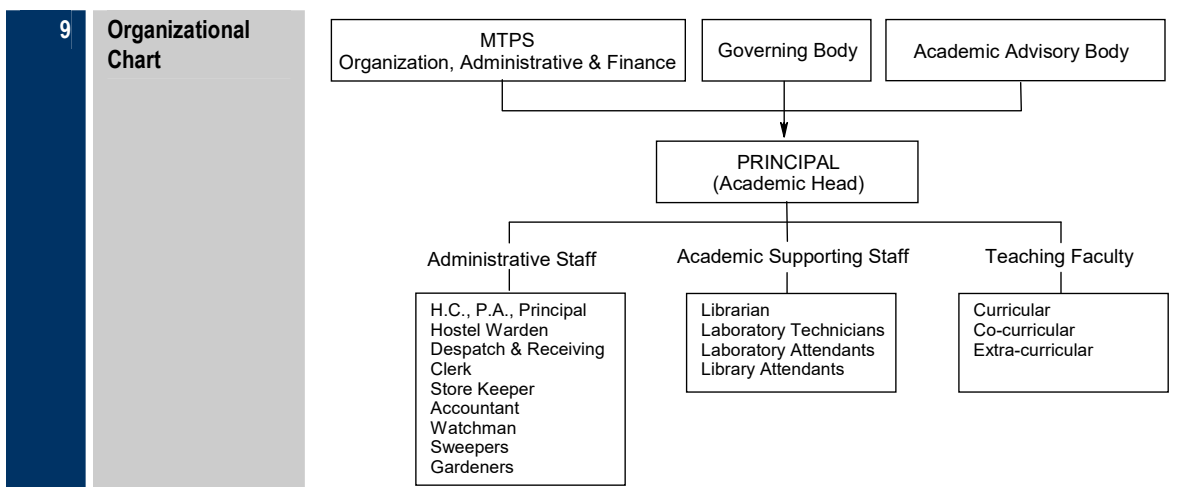 9
Organizational
Chart
MTPS
Organization, Administrative & Finance
Governing Body
Academic Advisory Body
PRINCIPAL
(Academic Head)
Administrative Staff
H.C., P.A., Principal
Hostel Warden
Despatch & Receiving
Clerk
Store Keeper
Accountant
Watchman
Sweepers
Gardeners
Academic Supporting Staff
Librarian
Laboratory Technicians
Laboratory Attendants
Library Attendants
Teaching Faculty
Curricular
Co-curricular
Extra-curricular